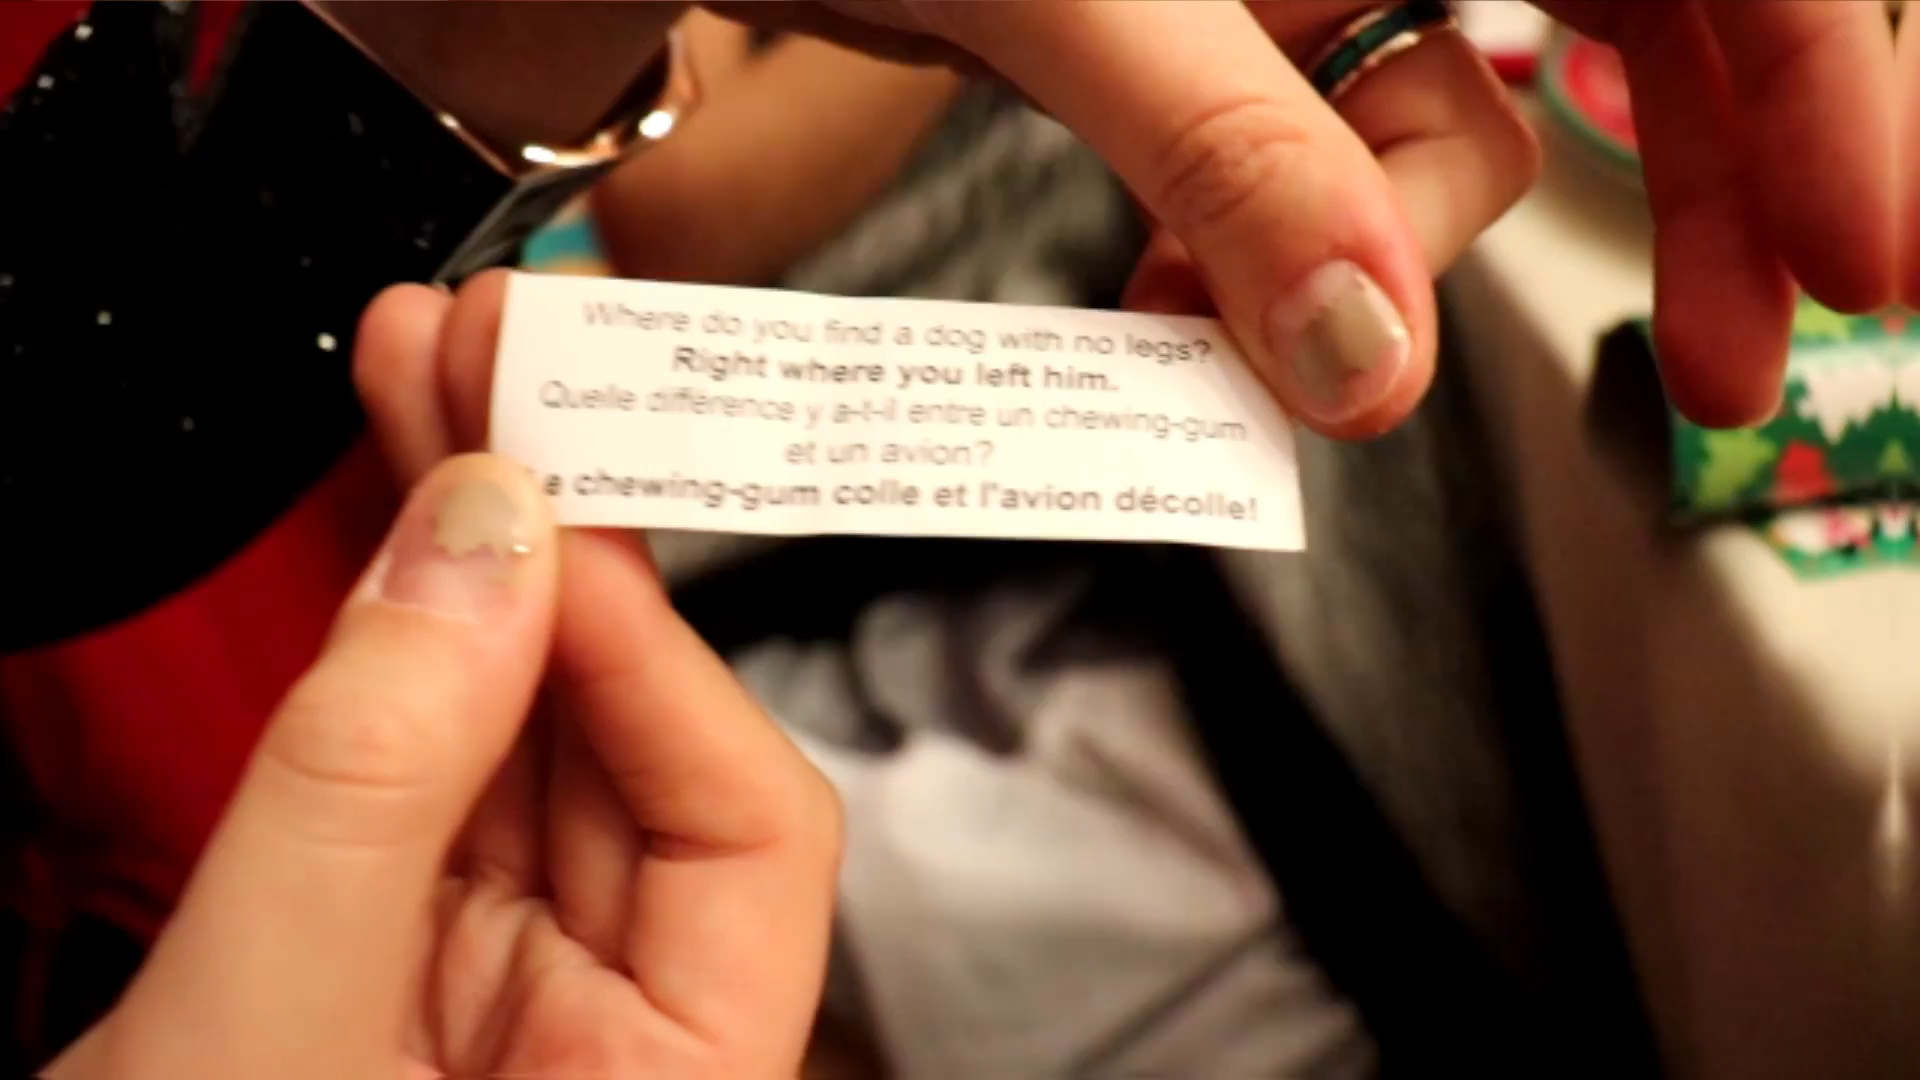 Where do you find a dog with no legs?
Right where you left him.
Quelle différence y a-t-il entre un chewing-gum
et un avion?
e chewing-gum colle et l'avion décolle!